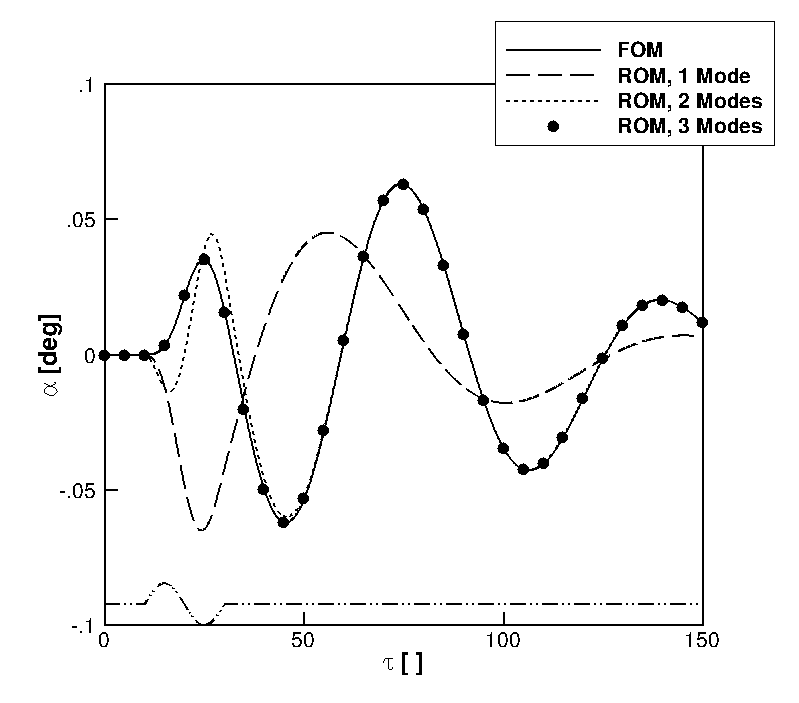 FOM
ROM, 1 Mode
ROM, 2 Modes
ROM, 3 Modes
.1
.05
0
-.05
-.1
α [deg]
0 50 100 150
τ [ ]